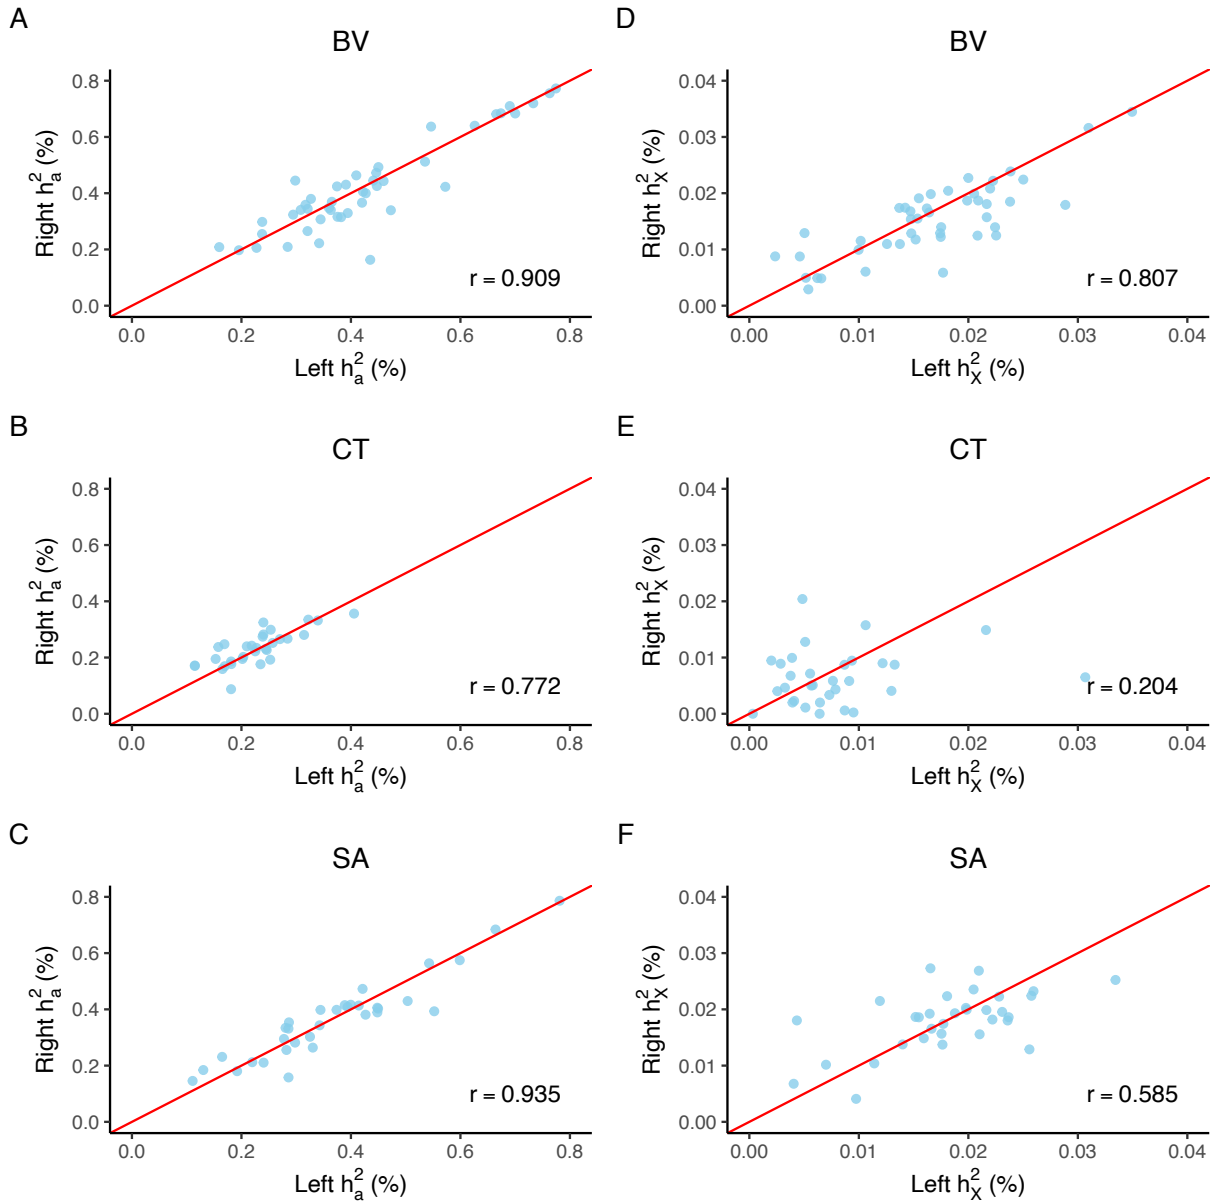 A
BV
Right h²ₐ (%)
0.8
0.6
0.4
0.2
0.0
r = 0.909
0.0 0.2 0.4 0.6 0.8
Left h²ₐ (%)
D
BV
Right h²_X (%)
0.04
0.03
0.02
0.01
0.00
r = 0.807
0.00 0.01 0.02 0.03 0.04
Left h²_X (%)
B
CT
Right h²ₐ (%)
0.8
0.6
0.4
0.2
0.0
r = 0.772
0.0 0.2 0.4 0.6 0.8
Left h²ₐ (%)
E
CT
Right h²_X (%)
0.04
0.03
0.02
0.01
0.00
r = 0.204
0.00 0.01 0.02 0.03 0.04
Left h²_X (%)
C
SA
Right h²ₐ (%)
0.8
0.6
0.4
0.2
0.0
r = 0.935
0.0 0.2 0.4 0.6 0.8
Left h²ₐ (%)
F
SA
Right h²_X (%)
0.04
0.03
0.02
0.01
0.00
r = 0.585
0.00 0.01 0.02 0.03 0.04
Left h²_X (%)